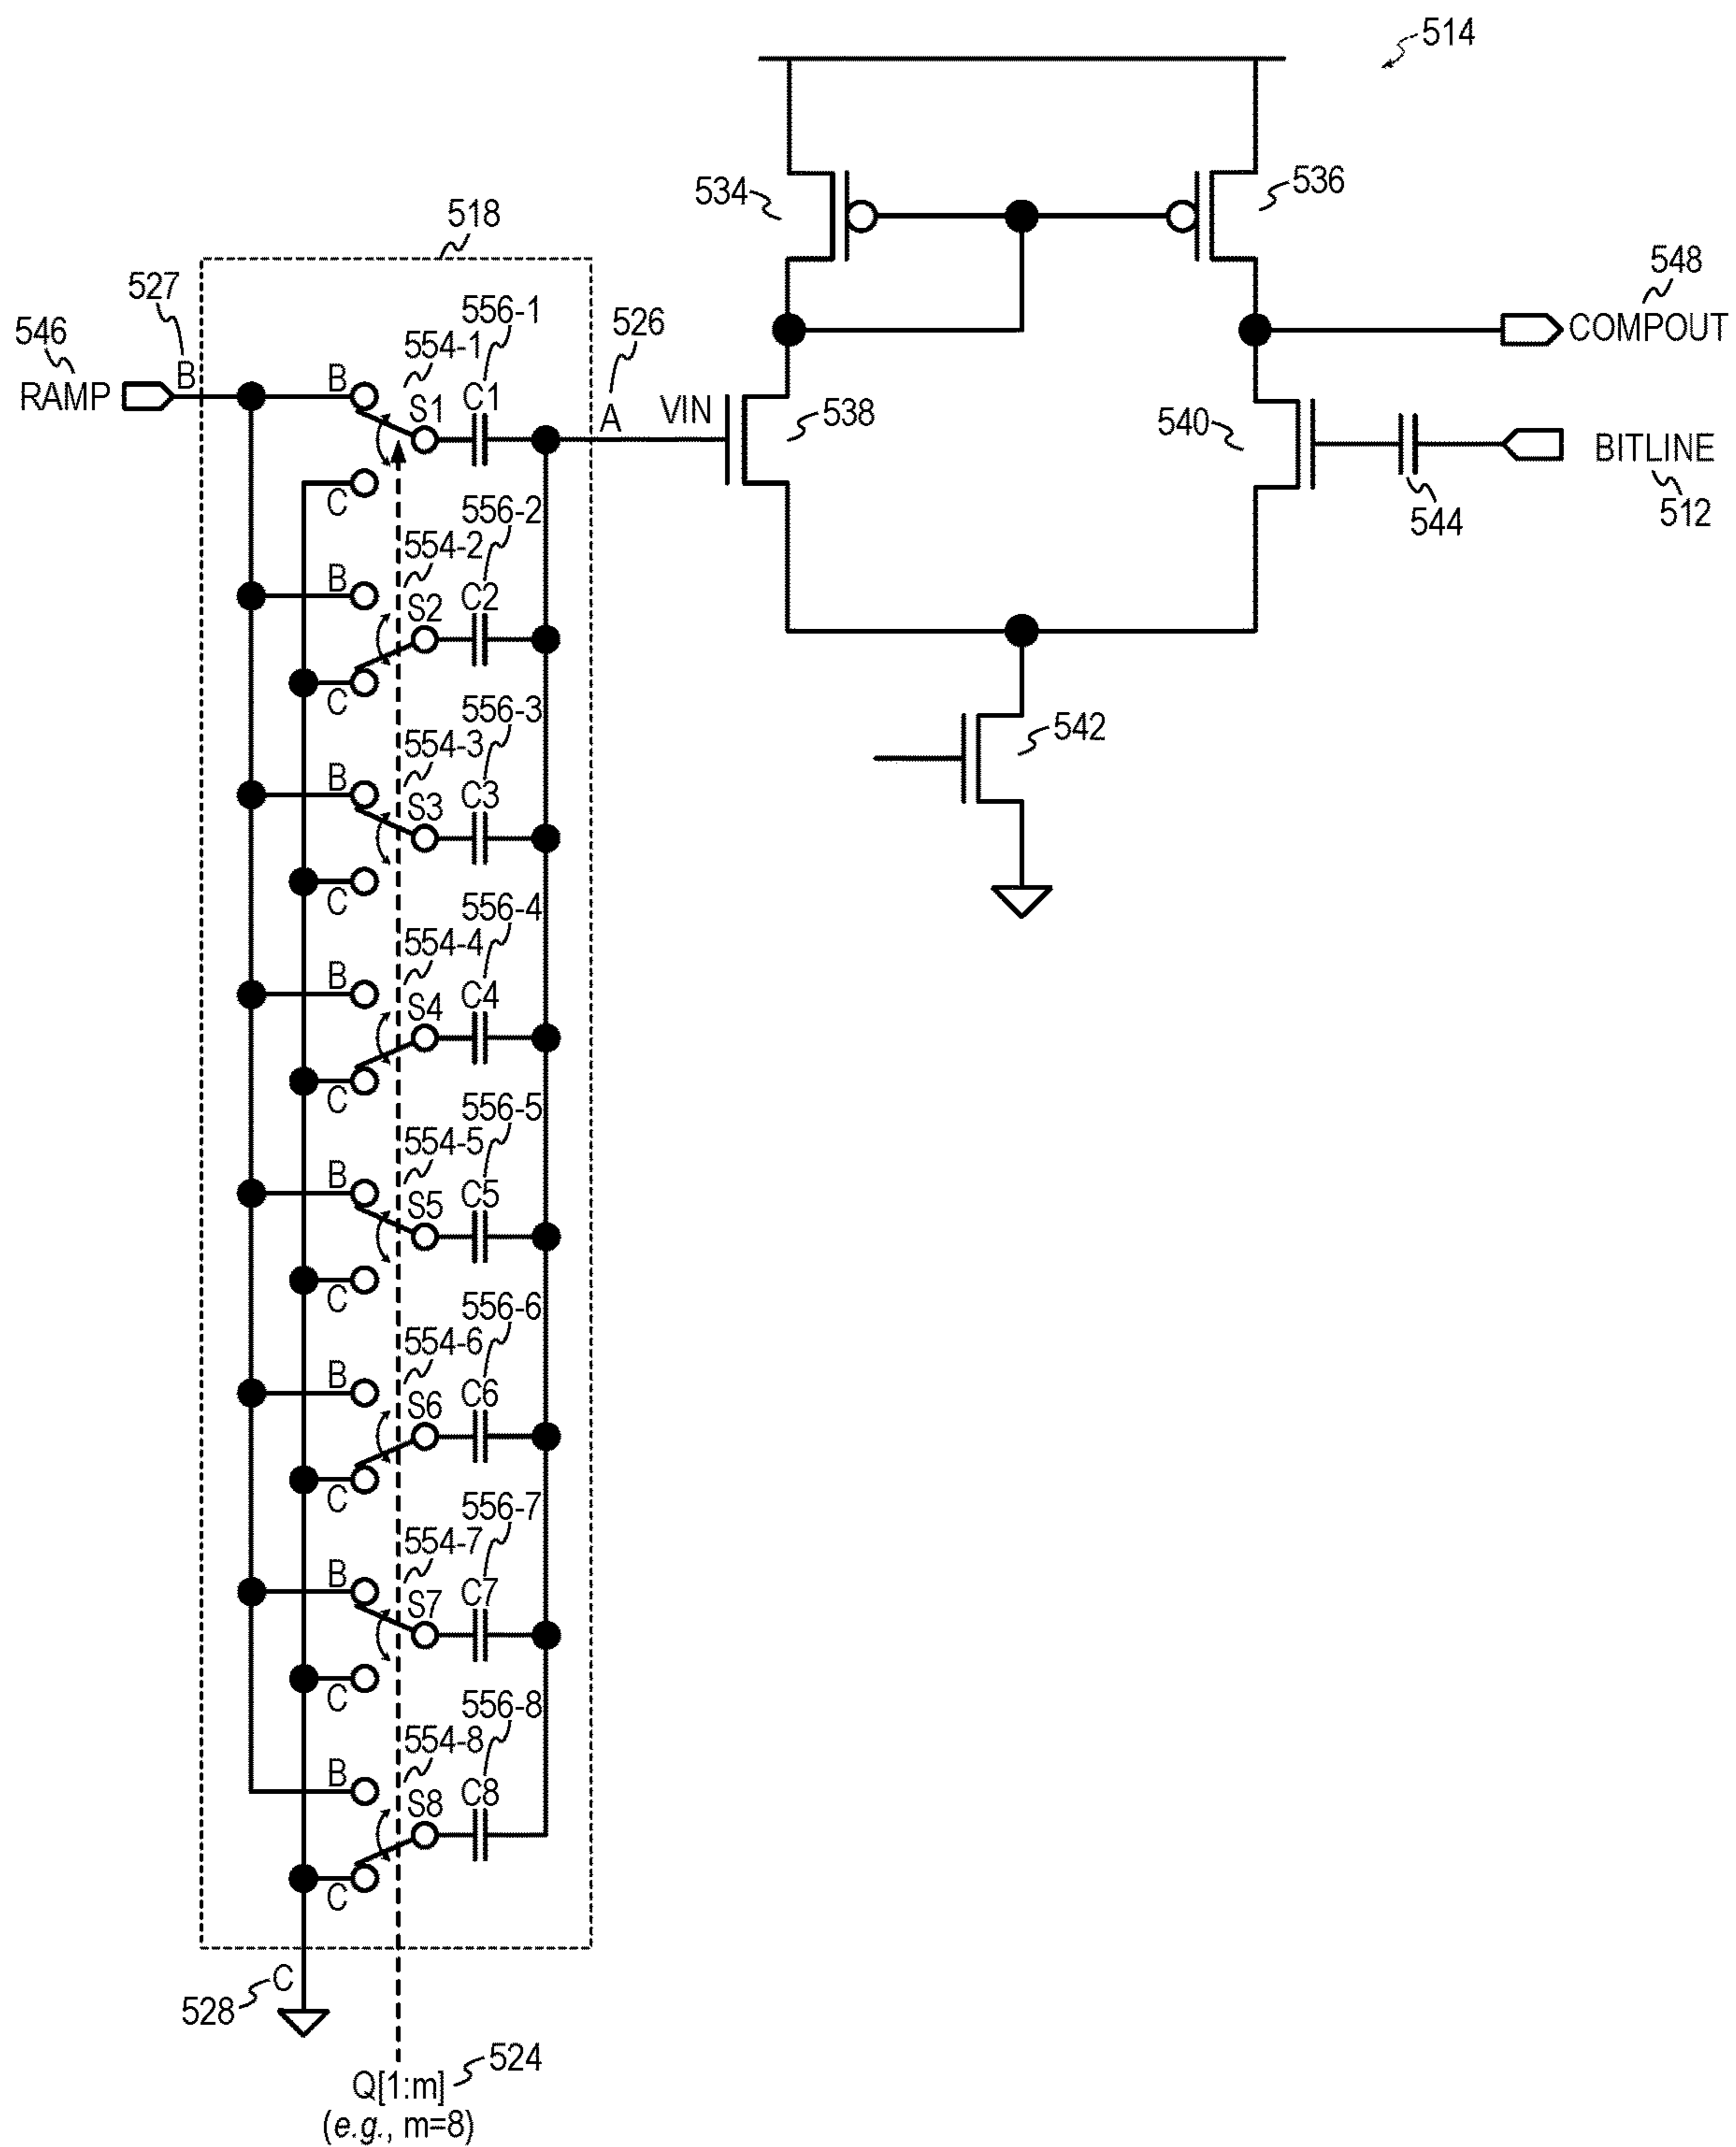 514
534
536
518
548
527
556-1
526
546
554-1
COMPOUT
B
B
RAMP
S1
C1
A
VIN
538
540
BITLINE
C
556-2
544
512
554-2
B
S2
C2
C
556-3
542
554-3
B
S3
C3
C
556-4
554-4
B
S4
C4
C
556-5
554-5
B
S5
C5
C
556-6
554-6
B
S6
C6
C
556-7
554-7
B
S7
C7
C
556-8
554-8
B
S8
C8
C
C
528
524
Q[1:m]
(e.g., m=8)